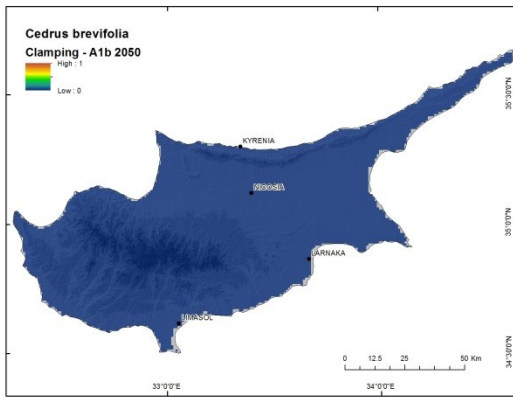 Cedrus brevifolia
Clamping - A1b 2050
High : 1
Low : 0
KYRENIA
NICOSIA
LARNAKA
LIMASOL
35°30'0"N
35°0'0"N
34°30'0"N
0 12.5 25 50 Km
33°0'0"E 34°0'0"E